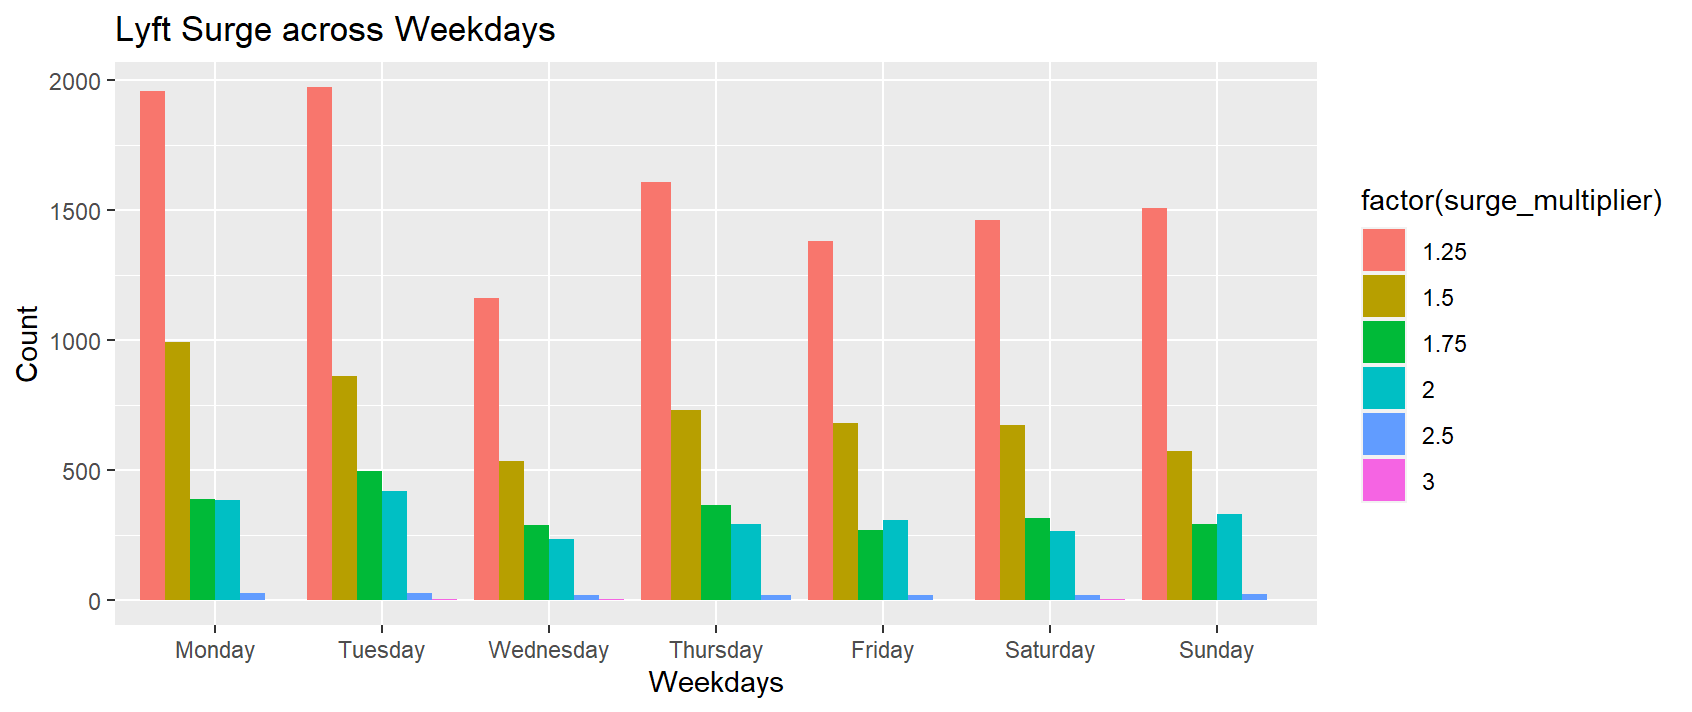 Lyft Surge across Weekdays
Count
2000
1500
1000
500
0
Monday Tuesday Wednesday Thursday Friday Saturday Sunday
Weekdays
factor(surge_multiplier)
1.25
1.5
1.75
2
2.5
3